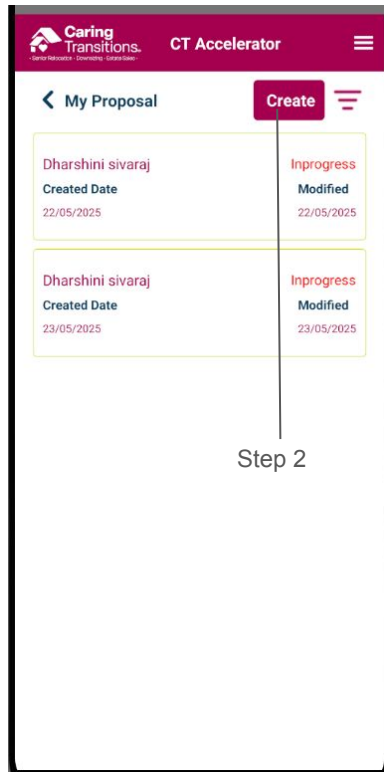 Caring
Transitions.
- Senior Relocation - Downsizing - Estate Sales -
CT Accelerator
My Proposal
Create
Dharshini sivaraj
Inprogress
Created Date
Modified
22/05/2025
22/05/2025
Dharshini sivaraj
Inprogress
Created Date
Modified
23/05/2025
23/05/2025
Step 2